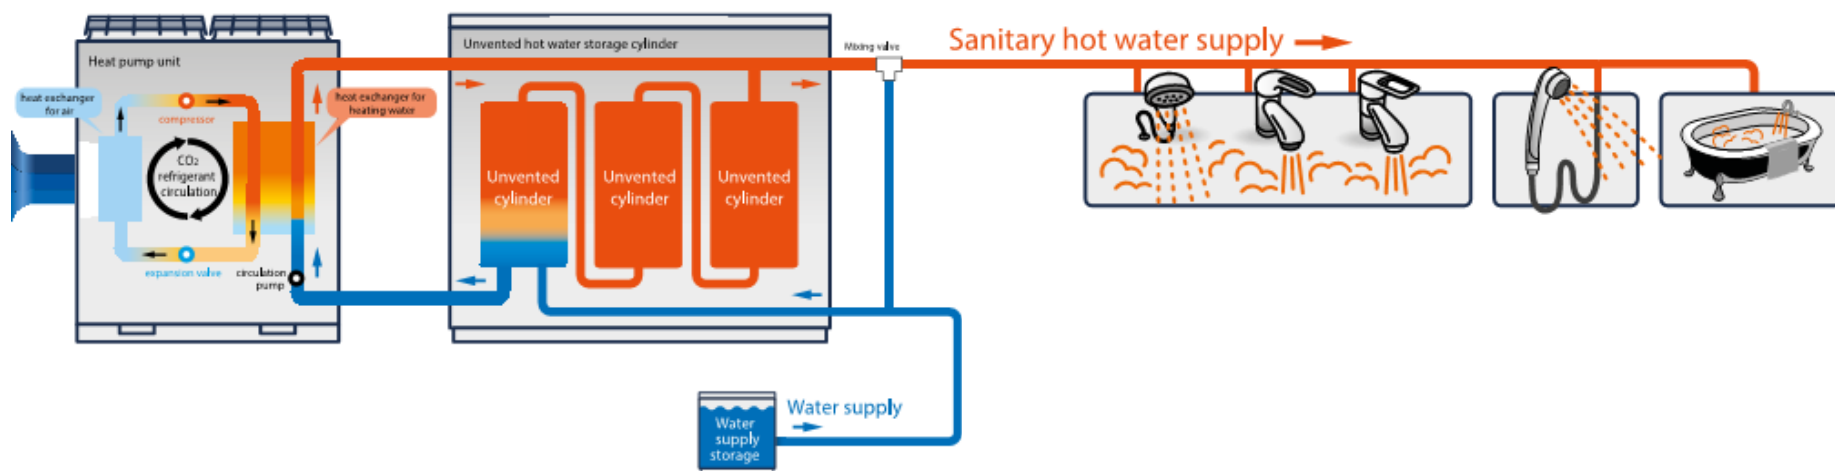 Heat pump unit
heat exchanger
for air
compressor
heat exchanger for
heating water
CO₂
refrigerant
circulation
expansion valve
circulation
pump
Unvented hot water storage cylinder
Unvented
cylinder
Unvented
cylinder
Unvented
cylinder
Mixing valve
Sanitary hot water supply
Water supply
Water
supply
storage